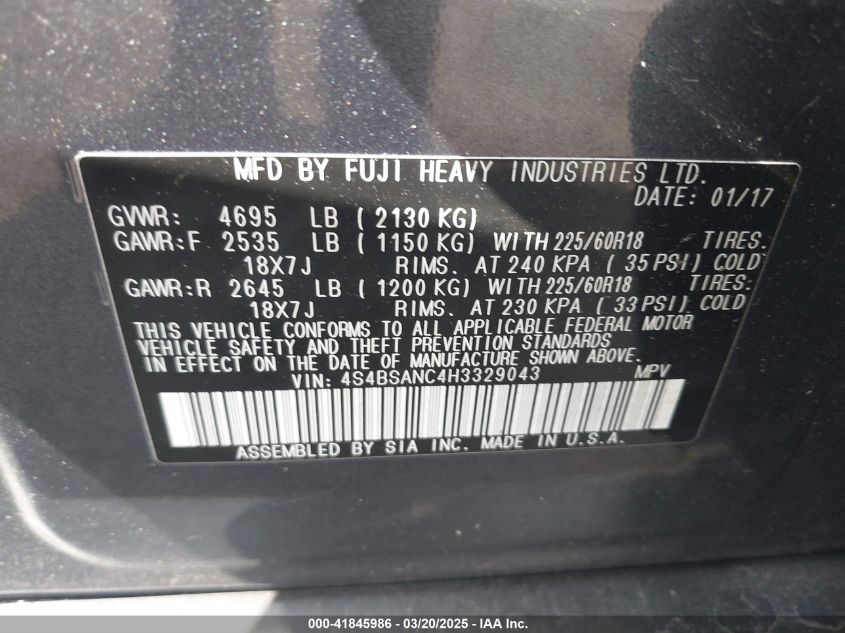 MFD BY FUJI HEAVY INDUSTRIES LTD.
DATE: 01/17
GVWR: 4695 LB ( 2130 KG)
GAWR:F 2535 LB ( 1150 KG) WITH 225/60R18 TIRES.
18X7J RIMS. AT 240 KPA ( 35 PSI) COLD
GAWR:R 2645 LB ( 1200 KG) WITH 225/60R18 TIRES.
18X7J RIMS. AT 230 KPA ( 33 PSI) COLD
THIS VEHICLE CONFORMS TO ALL APPLICABLE FEDERAL MOTOR
VEHICLE SAFETY AND THEFT PREVENTION STANDARDS
IN EFFECT ON THE DATE OF MANUFACTURE SHOWN ABOVE.
VIN: 4S4BSANC4H3329043 MPV
ASSEMBLED BY SIA INC. MADE IN U.S.A.
000-41845986 - 03/20/2025 - IAA Inc.